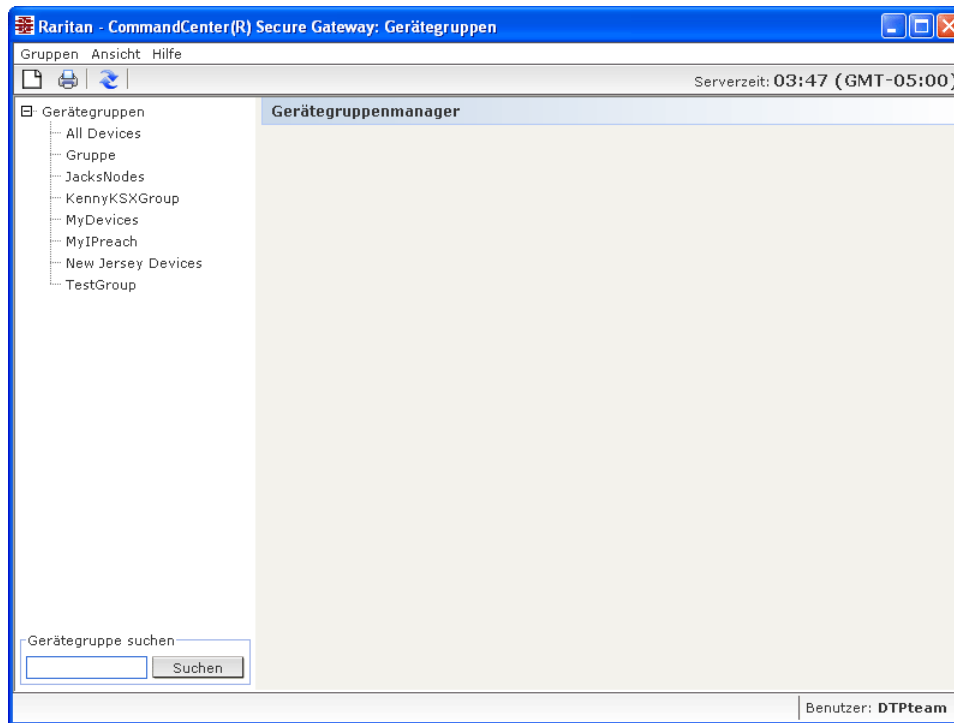 Raritan - CommandCenter(R) Secure Gateway: Gerätegruppen
Gruppen Ansicht Hilfe
Serverzeit: 03:47 (GMT-05:00)
Gerätegruppen
All Devices
Gruppe
JacksNodes
KennyKSXGroup
MyDevices
MyIPreach
New Jersey Devices
TestGroup
Gerätegruppenmanager
Gerätegruppe suchen
Suchen
Benutzer: DTPteam